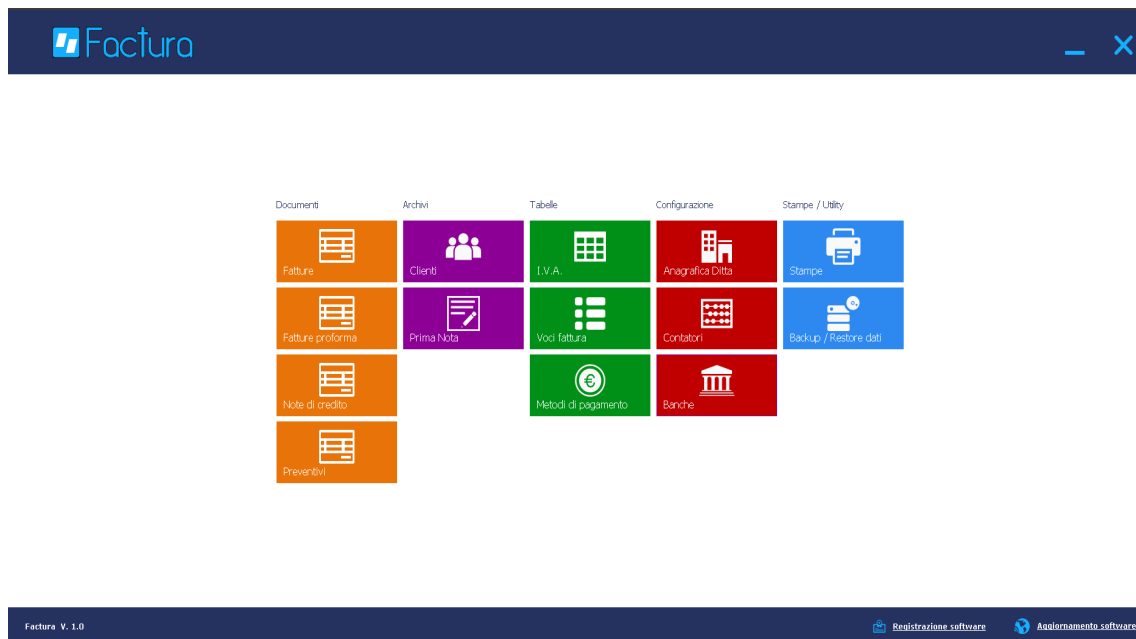 Factura
Documenti
Archivi
Tabelle
Configurazione
Stampe / Utility
Fatture
Clienti
I.V.A.
Anagrafica Ditta
Stampe
Fatture proforma
Prima Nota
Voci fattura
Contatori
Backup / Restore dati
Note di credito
Metodi di pagamento
Banche
Preventivi
Factura V. 1.0
Registrazione software
Aggiornamento software